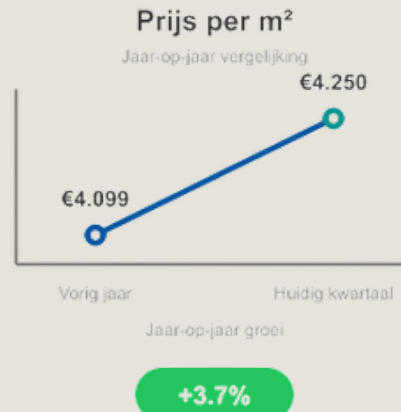 Prijs per m²
Jaar-op-jaar vergelijking
€4.250
€4.099
Vorig jaar Huidig kwartaal
Jaar-op-jaar groei
+3.7%